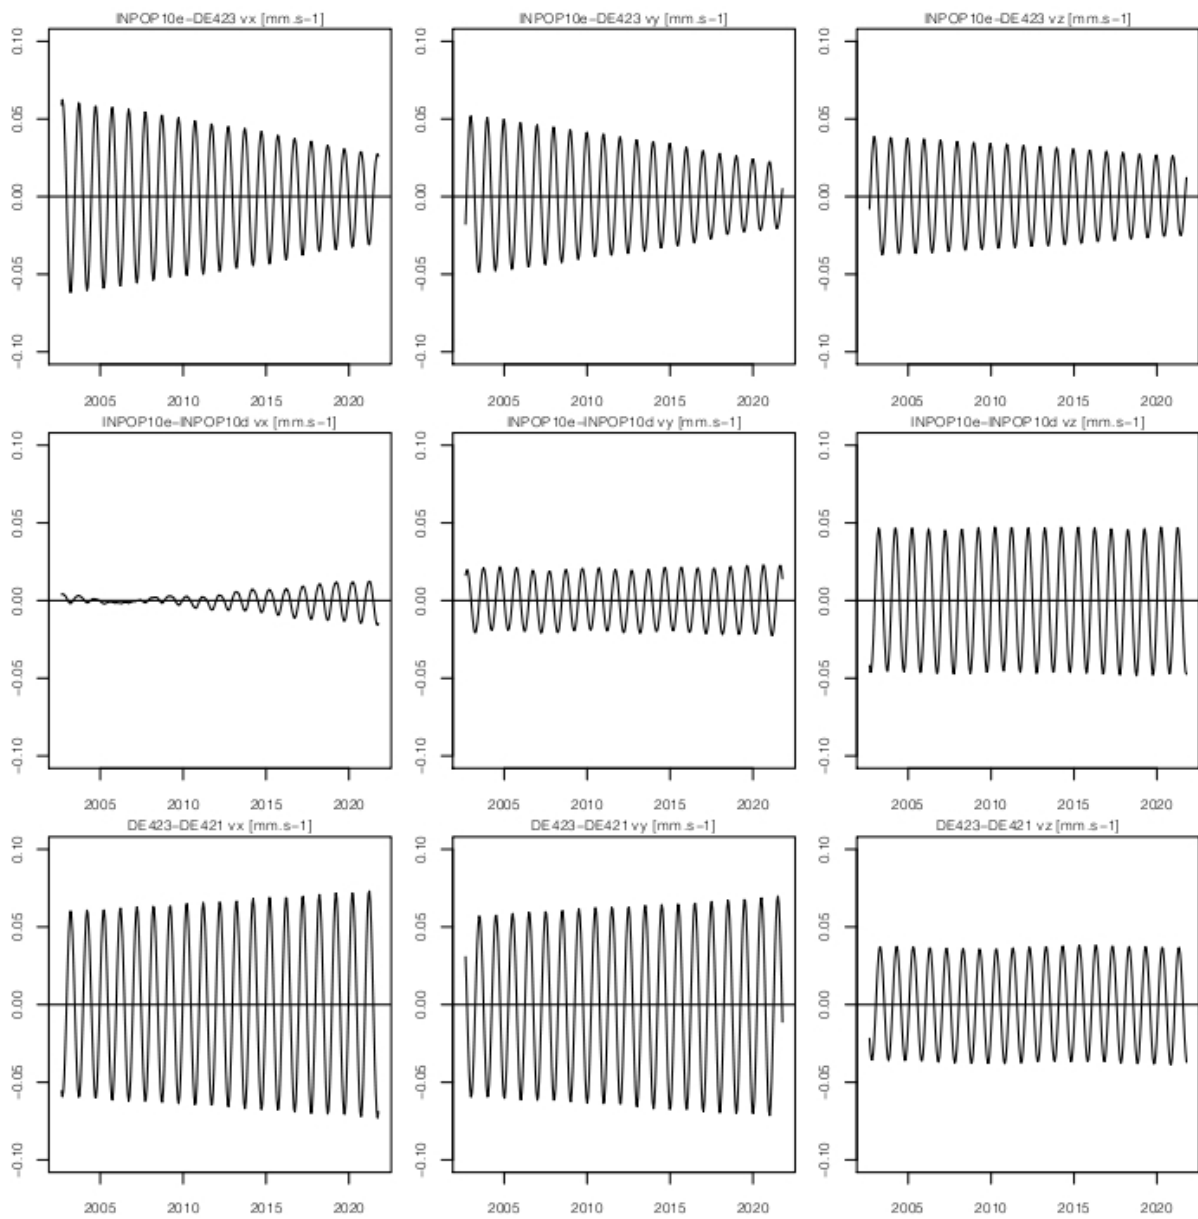 INPOP10e−DE423 vx [mm.s−1]
INPOP10e−DE423 vy [mm.s−1]
INPOP10e−DE423 vz [mm.s−1]
0.10
0.05
0.00
−0.05
−0.10
0.10
0.05
0.00
−0.05
−0.10
0.10
0.05
0.00
−0.05
−0.10
2005 2010 2015 2020
2005 2010 2015 2020
2005 2010 2015 2020
INPOP10e−INPOP10d vx [mm.s−1]
INPOP10e−INPOP10d vy [mm.s−1]
INPOP10e−INPOP10d vz [mm.s−1]
0.10
0.05
0.00
−0.05
−0.10
0.10
0.05
0.00
−0.05
−0.10
0.10
0.05
0.00
−0.05
−0.10
2005 2010 2015 2020
2005 2010 2015 2020
2005 2010 2015 2020
DE423−DE421 vx [mm.s−1]
DE423−DE421 vy [mm.s−1]
DE423−DE421 vz [mm.s−1]
0.10
0.05
0.00
−0.05
−0.10
0.10
0.05
0.00
−0.05
−0.10
0.10
0.05
0.00
−0.05
−0.10
2005 2010 2015 2020
2005 2010 2015 2020
2005 2010 2015 2020